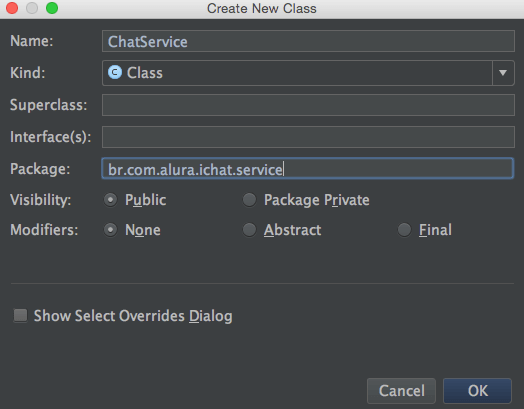 Create New Class
Name: ChatService
Kind: C Class
Superclass:
Interface(s):
Package: br.com.alura.ichat.service
Visibility: Public Package Private
Modifiers: None Abstract Final
Show Select Overrides Dialog
Cancel OK